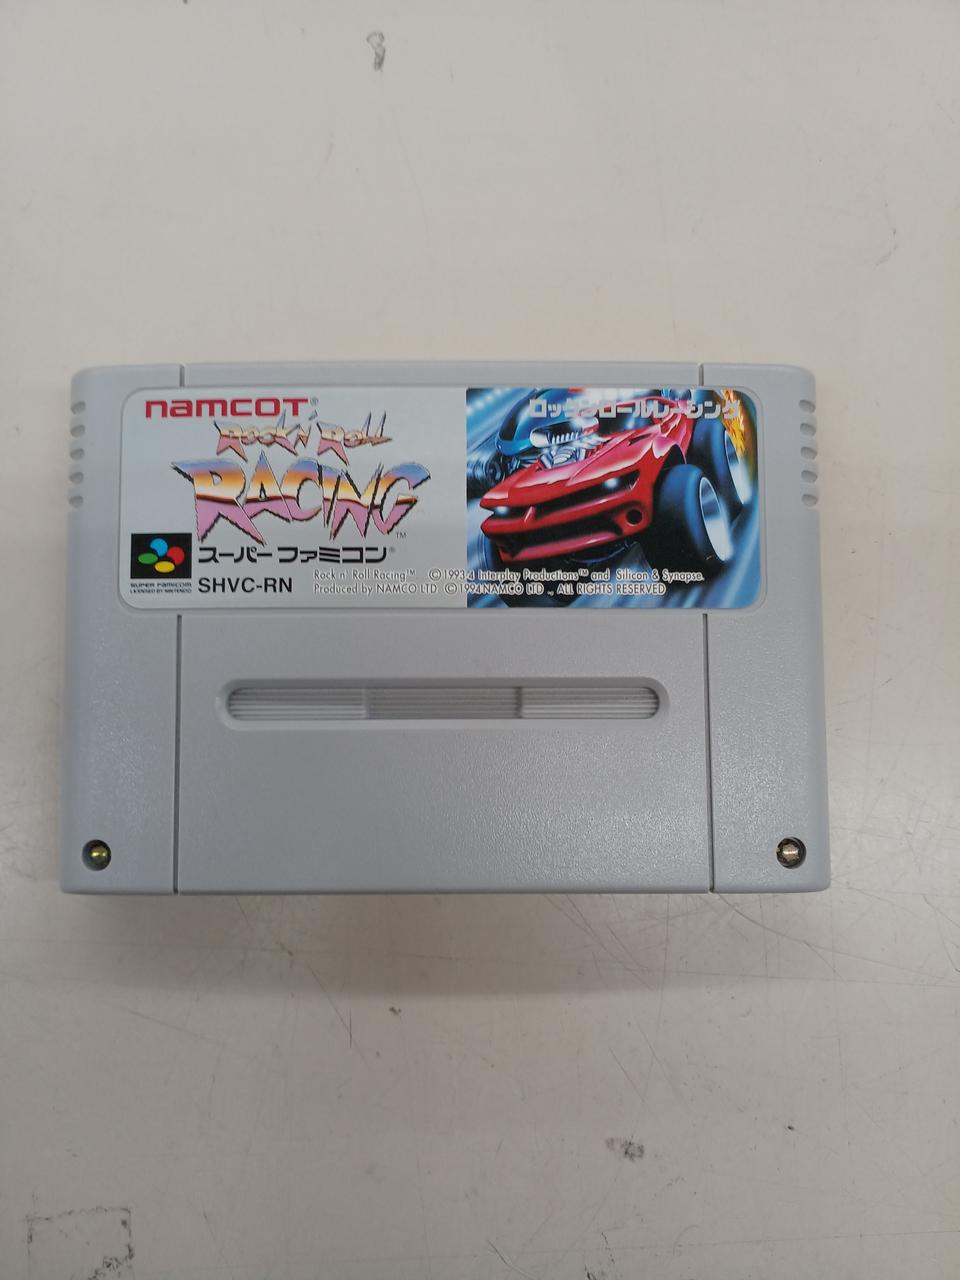 namcot®
ロックンロールレーシング
Rock n' Roll
RACING™
スーパーファミコン®
SUPER FAMICOM
LICENSED BY NINTENDO
SHVC-RN
Rock n' Roll Racing™ ©1993-4 Interplay Productions™ and Silicon & Synapse.
Produced by NAMCO LTD. ©1994 NAMCO LTD., ALL RIGHTS RESERVED